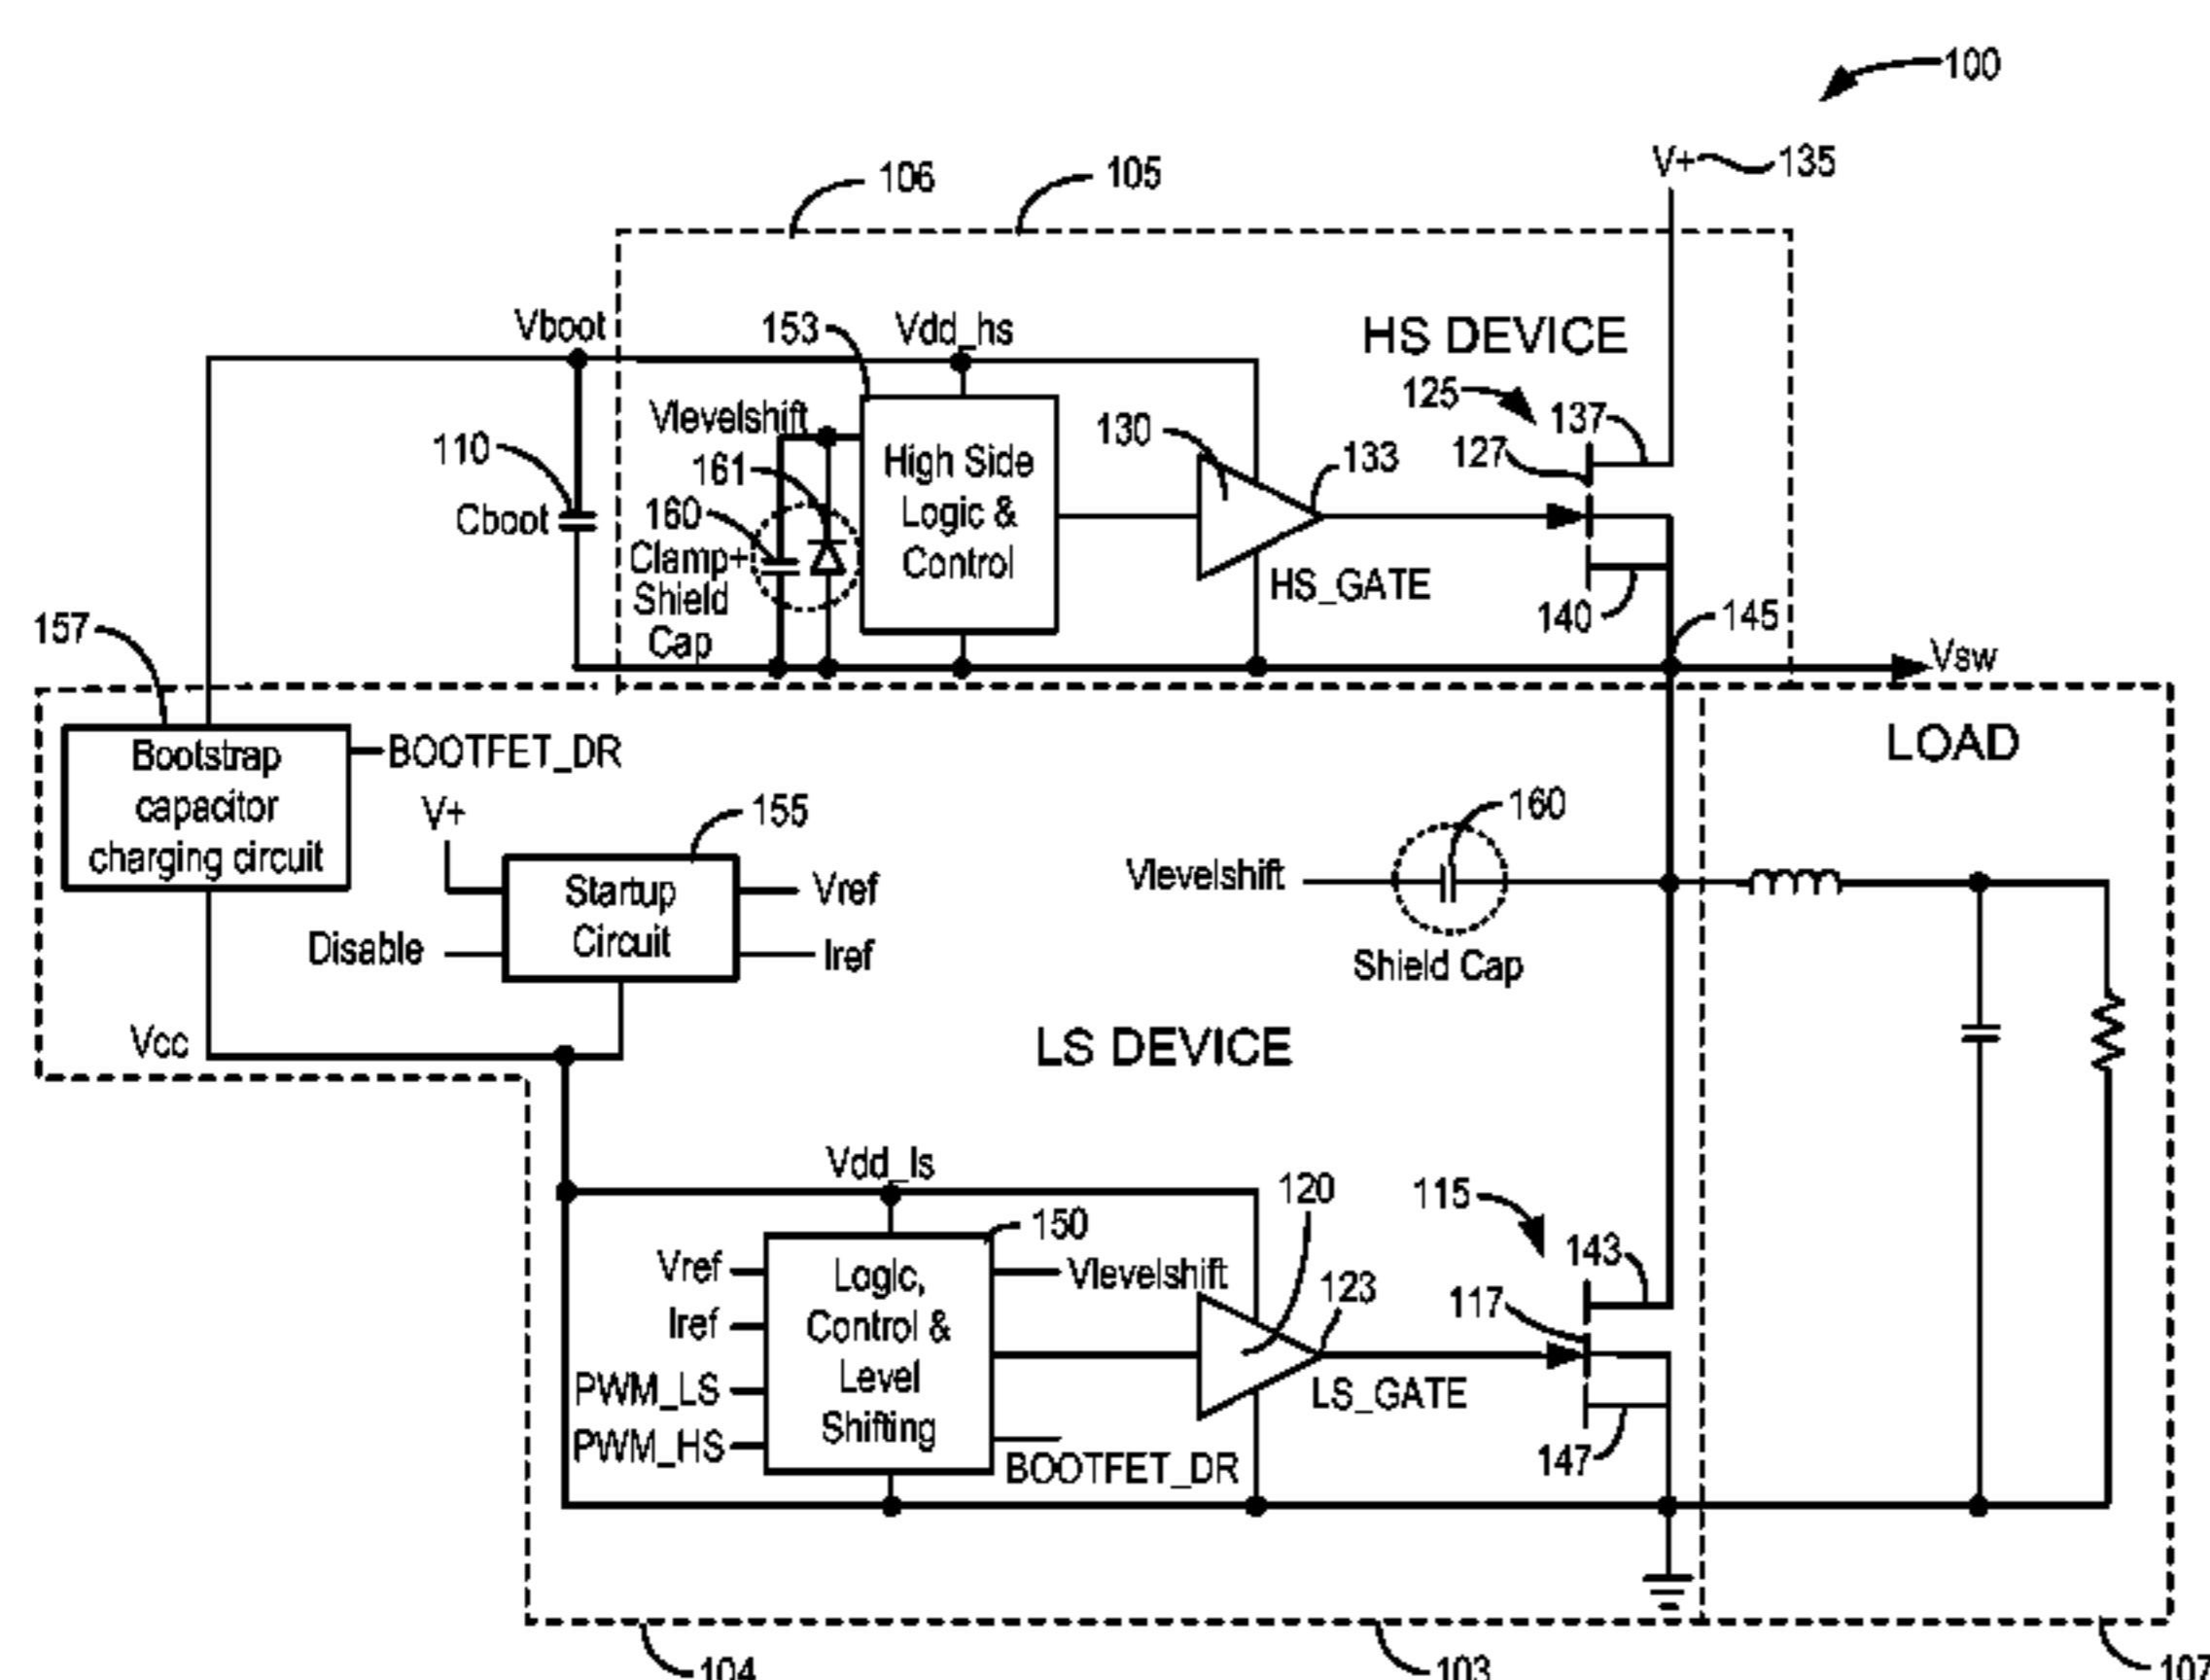 100
V+
135
106
105
Vboot
153
Vdd_hs
HS DEVICE
125
137
Vlevelshift
110
161
130
127
133
High Side
Logic &
Control
Cboot
160
Clamp+
Shield
Cap
HS_GATE
140
157
145
Vsw
Bootstrap
capacitor
charging circuit
BOOTFET_DR
LOAD
V+
155
160
Startup
Circuit
Vref
Disable
Iref
Vlevelshift
Shield Cap
Vcc
LS DEVICE
Vdd_ls
120
115
150
143
Vref
Iref
PWM_LS
PWM_HS
Logic,
Control &
Level
Shifting
Vlevelshift
123
117
LS_GATE
BOOTFET_DR
147
104
103
107